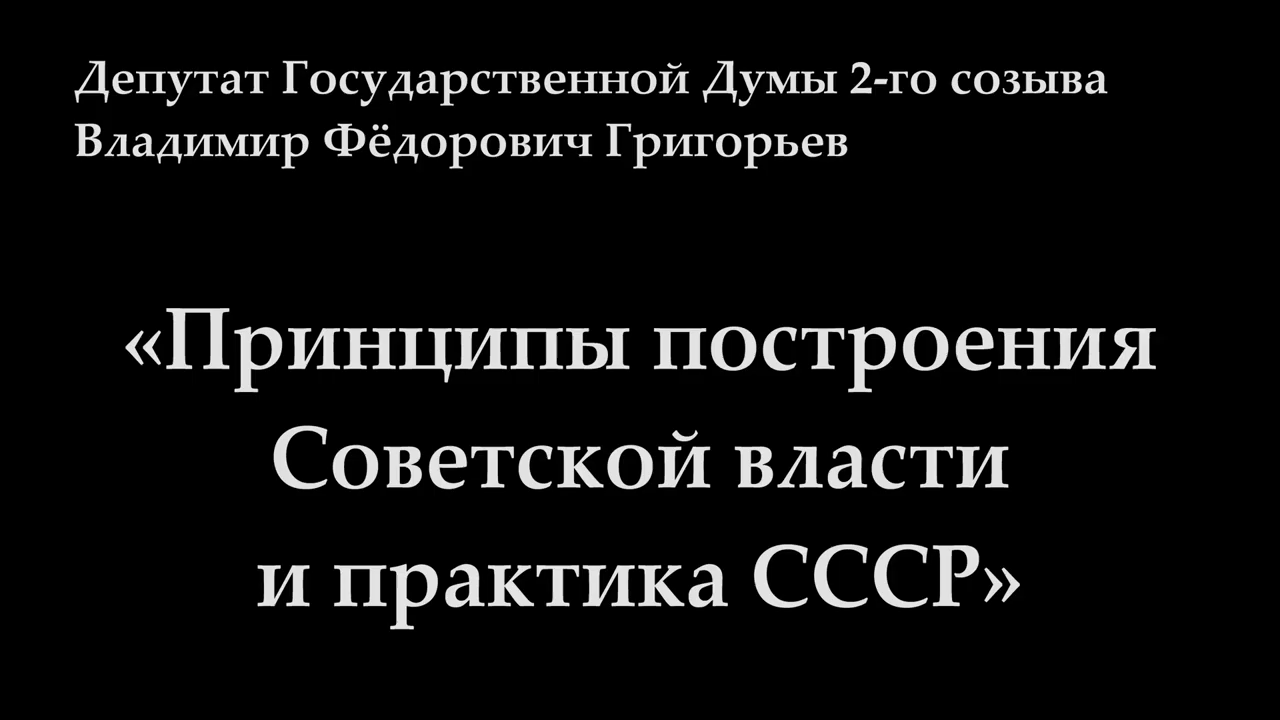 Депутат Государственной Думы 2-го созыва
Владимир Фёдорович Григорьев
«Принципы построения
Советской власти
и практика СССР»